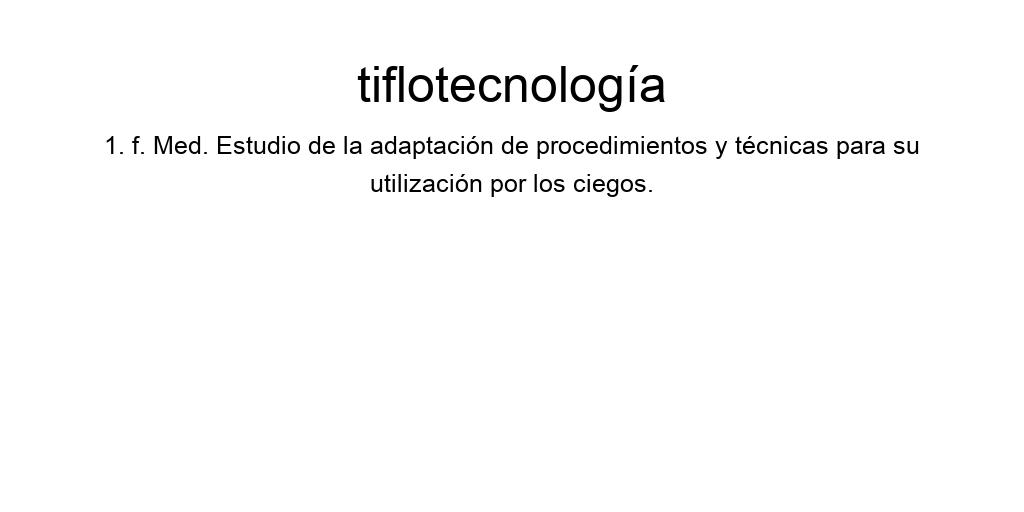 tiflotecnología
1. f. Med. Estudio de la adaptación de procedimientos y técnicas para su
utilización por los ciegos.